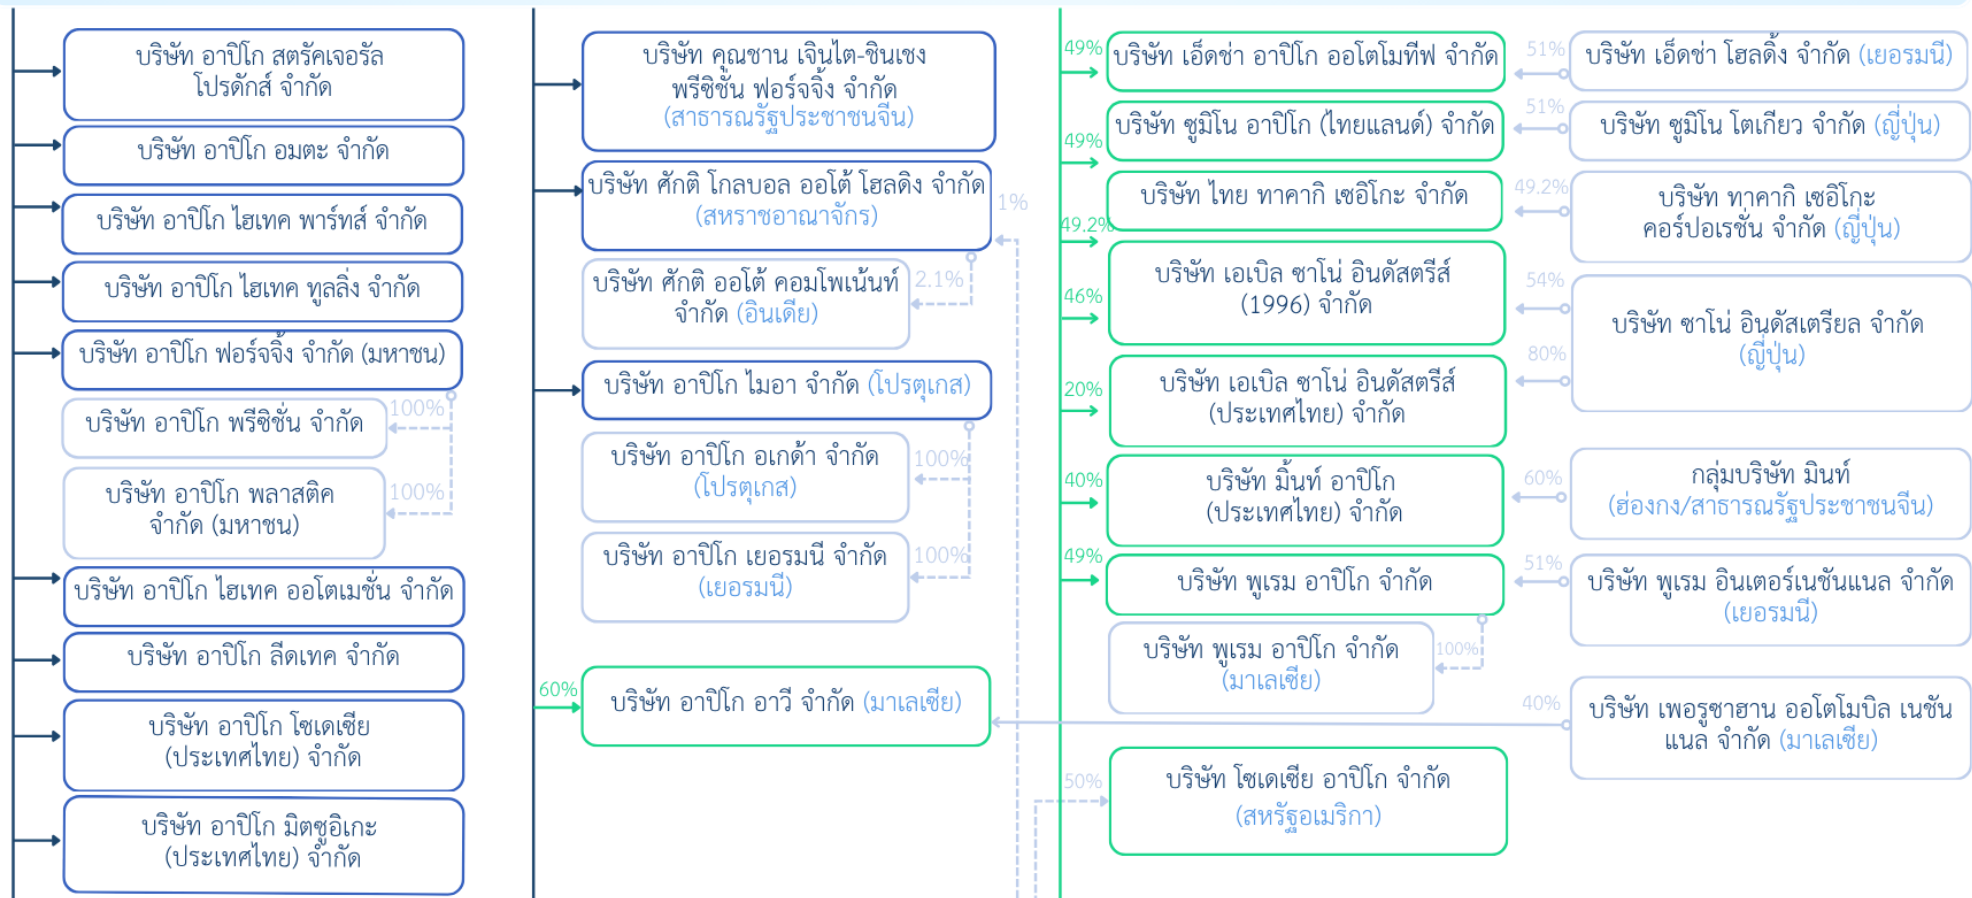 บริษัท อาปิโก สตรัคเจอรัล
โปรดักส์ จำกัด
บริษัท อาปิโก อมตะ จำกัด
บริษัท อาปิโก ไฮเทค พาร์ทส์ จำกัด
บริษัท อาปิโก ไฮเทค ทูลลิ่ง จำกัด
บริษัท อาปิโก ฟอร์จจิ้ง จำกัด (มหาชน)
100%
บริษัท อาปิโก พรีซิชั่น จำกัด
100%
บริษัท อาปิโก พลาสติค
จำกัด (มหาชน)
บริษัท อาปิโก ไฮเทค ออโตเมชั่น จำกัด
บริษัท อาปิโก ลีดเทค จำกัด
บริษัท อาปิโก โซเดเซีย
(ประเทศไทย) จำกัด
บริษัท อาปิโก มิตซูอิเกะ
(ประเทศไทย) จำกัด
บริษัท คุณชาน เจินไต-ชินเชง
พรีซิชั่น ฟอร์จจิ้ง จำกัด
(สาธารณรัฐประชาชนจีน)
บริษัท ศักติ โกลบอล ออโต้ โฮลดิง จำกัด
(สหราชอาณาจักร)
1%
บริษัท ศักติ ออโต้ คอมโพเน้นท์
จำกัด (อินเดีย)
2.1%
บริษัท อาปิโก ไมอา จำกัด (โปรตุเกส)
บริษัท อาปิโก อเกด้า จำกัด
(โปรตุเกส)
100%
บริษัท อาปิโก เยอรมนี จำกัด
(เยอรมนี)
100%
60%
บริษัท อาปิโก อาวี จำกัด (มาเลเซีย)
49%
บริษัท เอ็ดช่า อาปิโก ออโตโมทีฟ จำกัด
51%
บริษัท เอ็ดช่า โฮลดิ้ง จำกัด (เยอรมนี)
49%
บริษัท ซูมิโน อาปิโก (ไทยแลนด์) จำกัด
51%
บริษัท ซูมิโน โตเกียว จำกัด (ญี่ปุ่น)
49.2%
บริษัท ไทย ทาคากิ เซอิโกะ จำกัด
49.2%
บริษัท ทาคากิ เซอิโกะ
คอร์ปอเรชั่น จำกัด (ญี่ปุ่น)
46%
บริษัท เอเบิล ซาโน่ อินดัสตรีส์
(1996) จำกัด
54%
บริษัท ซาโน่ อินดัสเตรียล จำกัด
(ญี่ปุ่น)
80%
20%
บริษัท เอเบิล ซาโน่ อินดัสตรีส์
(ประเทศไทย) จำกัด
40%
บริษัท มิ้นท์ อาปิโก
(ประเทศไทย) จำกัด
60%
กลุ่มบริษัท มินท์
(ฮ่องกง/สาธารณรัฐประชาชนจีน)
49%
บริษัท พูเรม อาปิโก จำกัด
51%
บริษัท พูเรม อินเตอร์เนชันแนล จำกัด
(เยอรมนี)
บริษัท พูเรม อาปิโก จำกัด
(มาเลเซีย)
100%
40%
บริษัท เพอรูซาฮาน ออโตโมบิล เนชัน
แนล จำกัด (มาเลเซีย)
50%
บริษัท โซเดเซีย อาปิโก จำกัด
(สหรัฐอเมริกา)